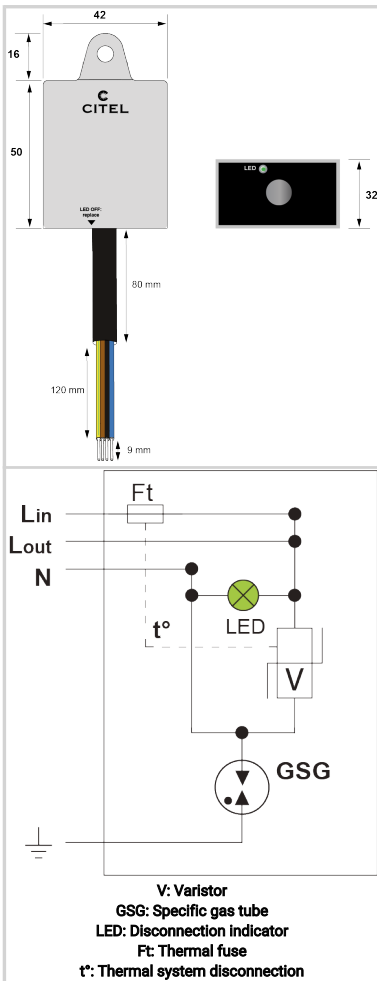 42
16
C
CITEL
50
LED OFF:
replace
LED
32
80 mm
120 mm
9 mm
Ft
Lin
Lout
N
LED
t°
V
GSG
V: Varistor
GSG: Specific gas tube
LED: Disconnection indicator
Ft: Thermal fuse
t°: Thermal system disconnection